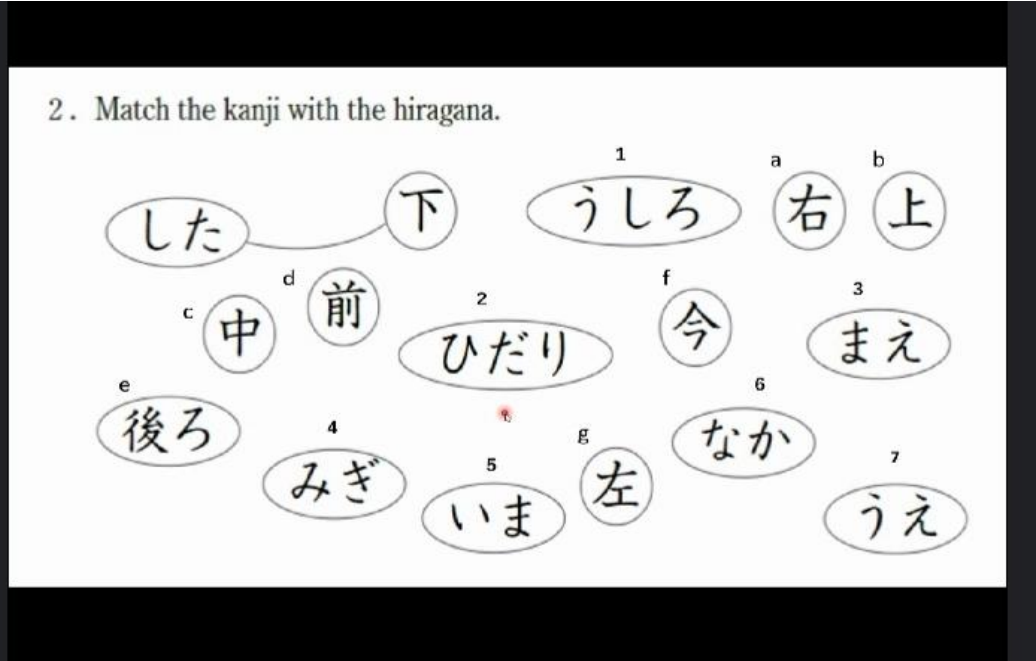 2. Match the kanji with the hiragana.
1 a b
した 下 うしろ 右 上
d f
c 前 2 3
中 ひだり 今 まえ
e 6
後ろ 4 g なか
みぎ 5 左 7
いま うえ